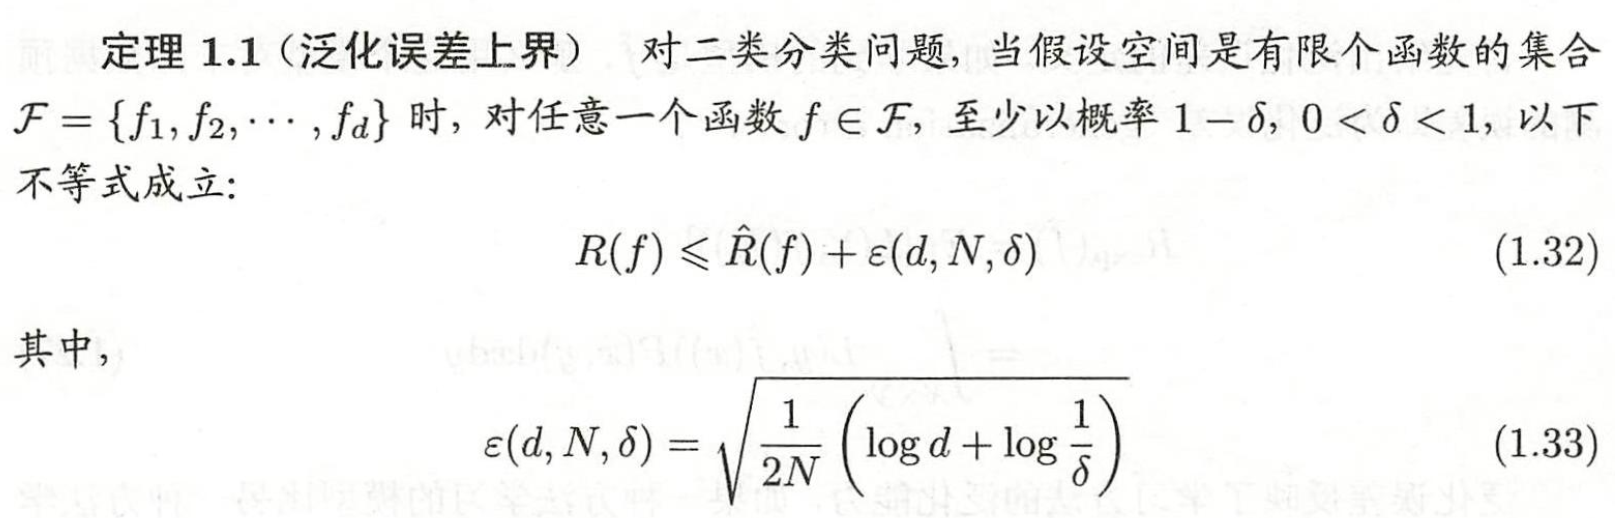 定理 1.1（泛化误差上界） 对二类分类问题，当假设空间是有限个函数的集合
$\mathcal{F} = \{f_1, f_2, \cdots, f_d\}$ 时，对任意一个函数 $f \in \mathcal{F}$，至少以概率 $1-\delta$，$0 < \delta < 1$，以下
不等式成立：
$R(f) \leqslant \hat{R}(f) + \varepsilon(d, N, \delta)$ (1.32)
其中，
$\varepsilon(d, N, \delta) = \sqrt{\frac{1}{2N}\left(\log d + \log \frac{1}{\delta}\right)}$ (1.33)